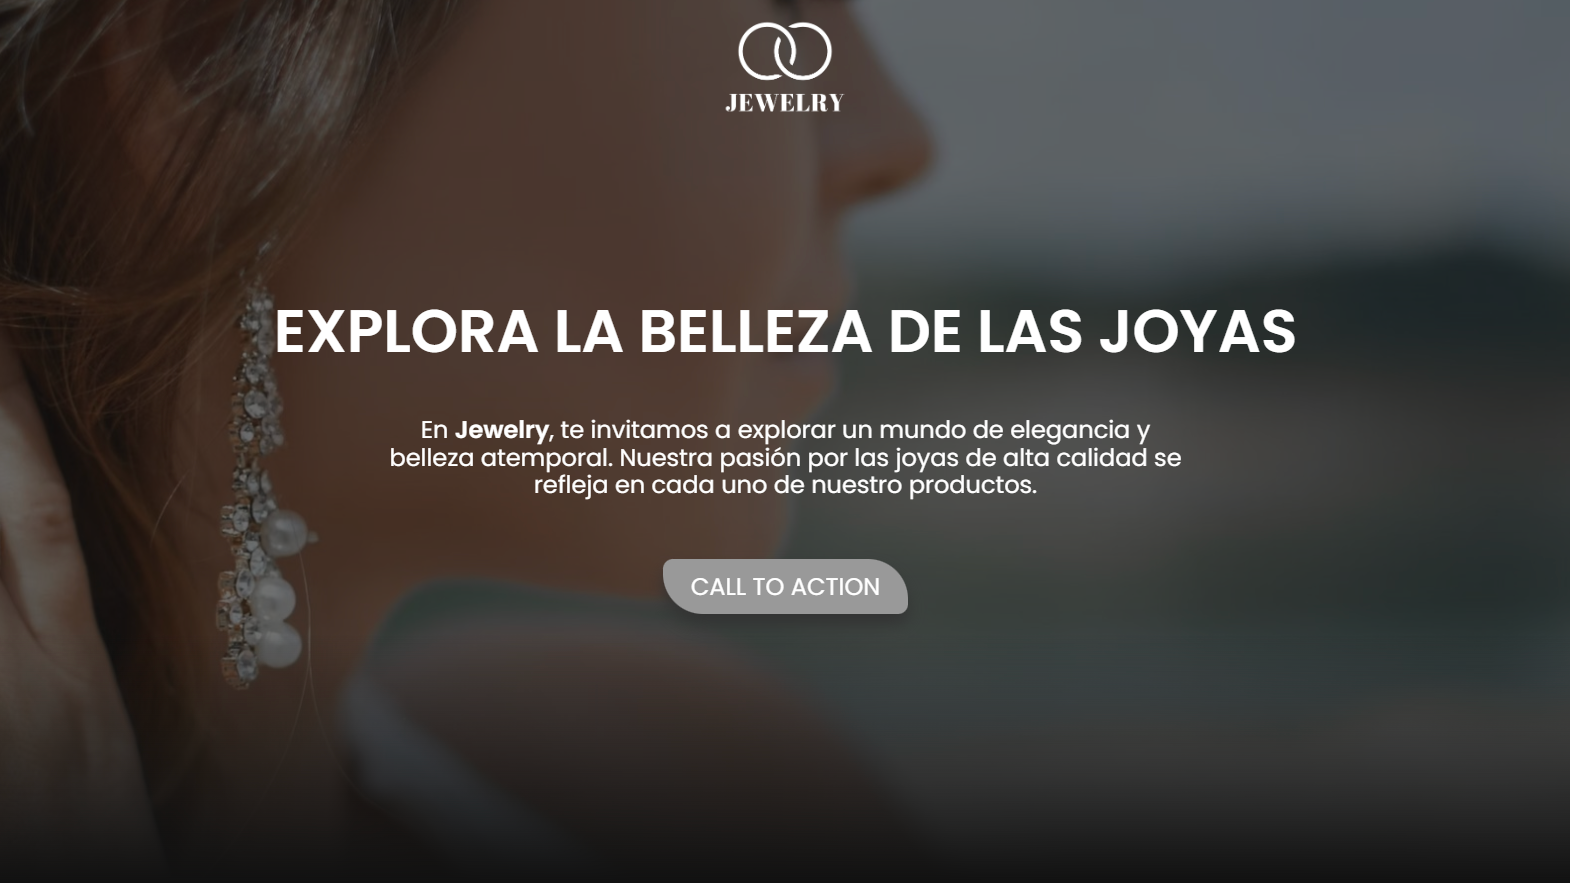 JEWELRY
EXPLORA LA BELLEZA DE LAS JOYAS
En Jewelry, te invitamos a explorar un mundo de elegancia y
belleza atemporal. Nuestra pasión por las joyas de alta calidad se
refleja en cada uno de nuestro productos.
CALL TO ACTION